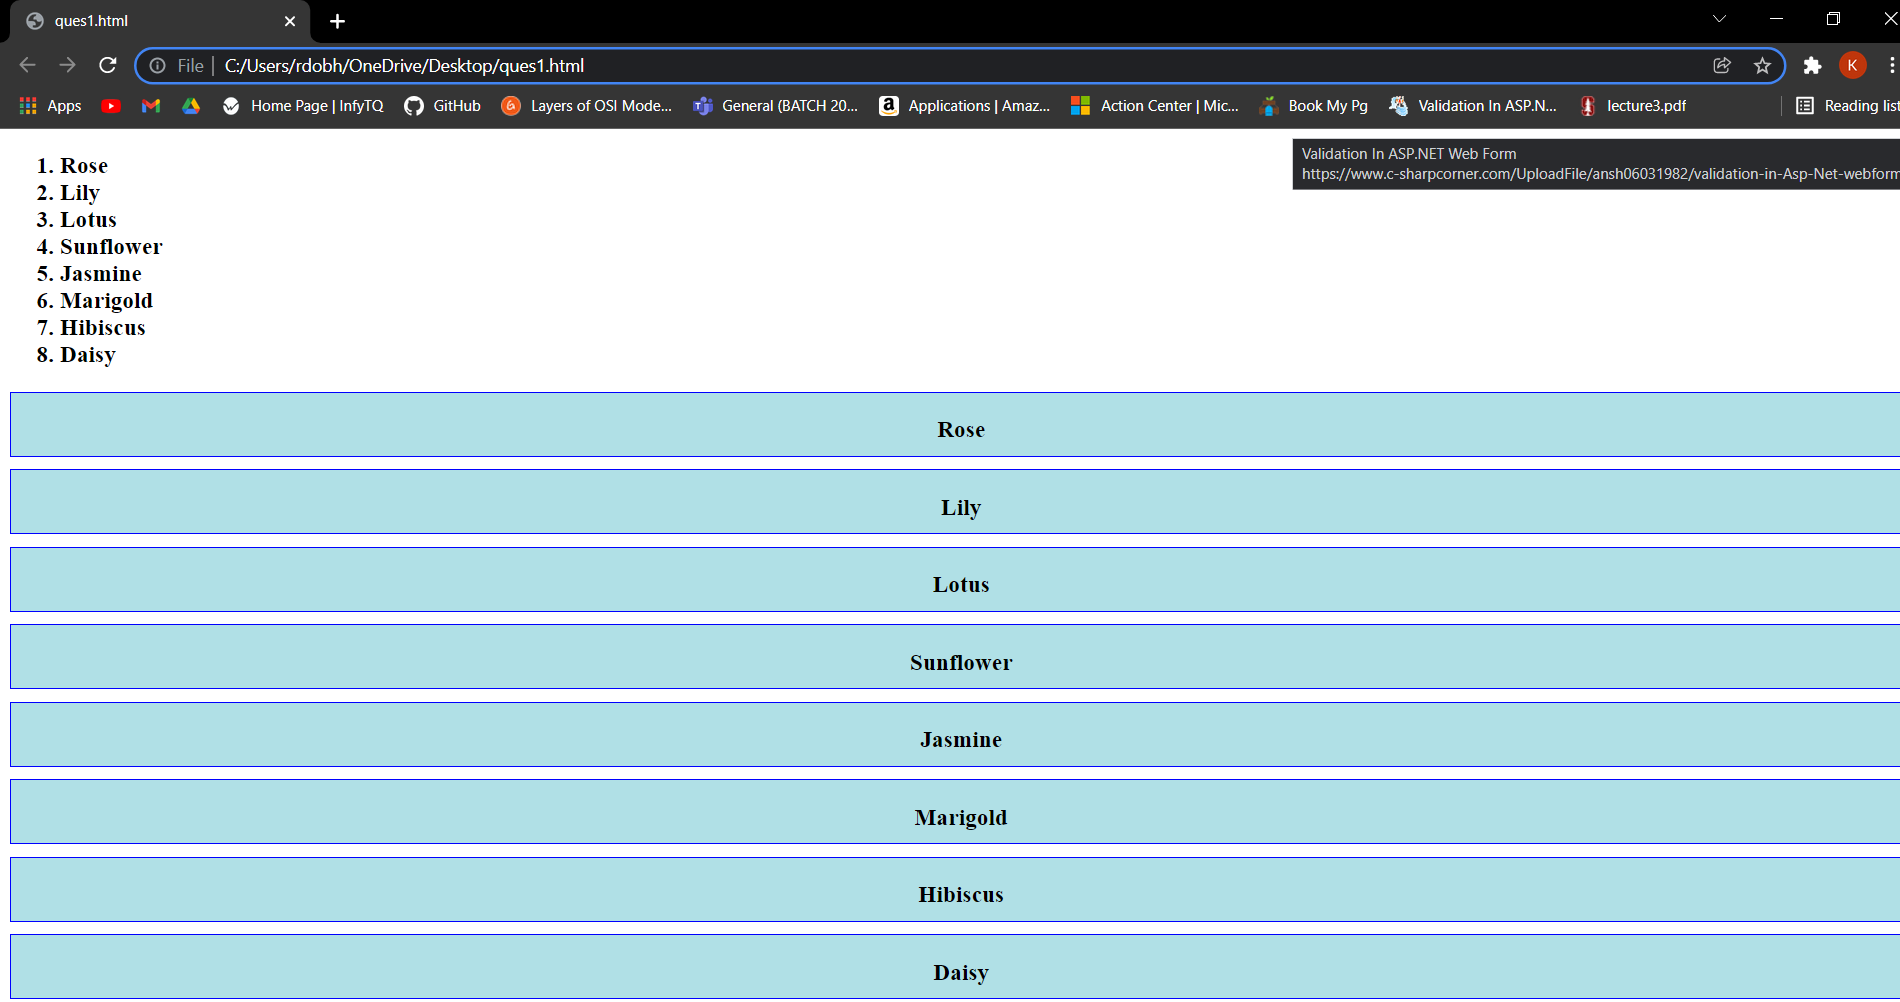 ques1.html
File | C:/Users/rdobh/OneDrive/Desktop/ques1.html
K
Apps Home Page | InfyTQ GitHub Layers of OSI Mode... General (BATCH 20... Applications | Amaz... Action Center | Mic... Book My Pg Validation In ASP.N... lecture3.pdf Reading list
Validation In ASP.NET Web Form
https://www.c-sharpcorner.com/UploadFile/ansh06031982/validation-in-Asp-Net-webform
1. Rose
2. Lily
3. Lotus
4. Sunflower
5. Jasmine
6. Marigold
7. Hibiscus
8. Daisy
Rose
Lily
Lotus
Sunflower
Jasmine
Marigold
Hibiscus
Daisy